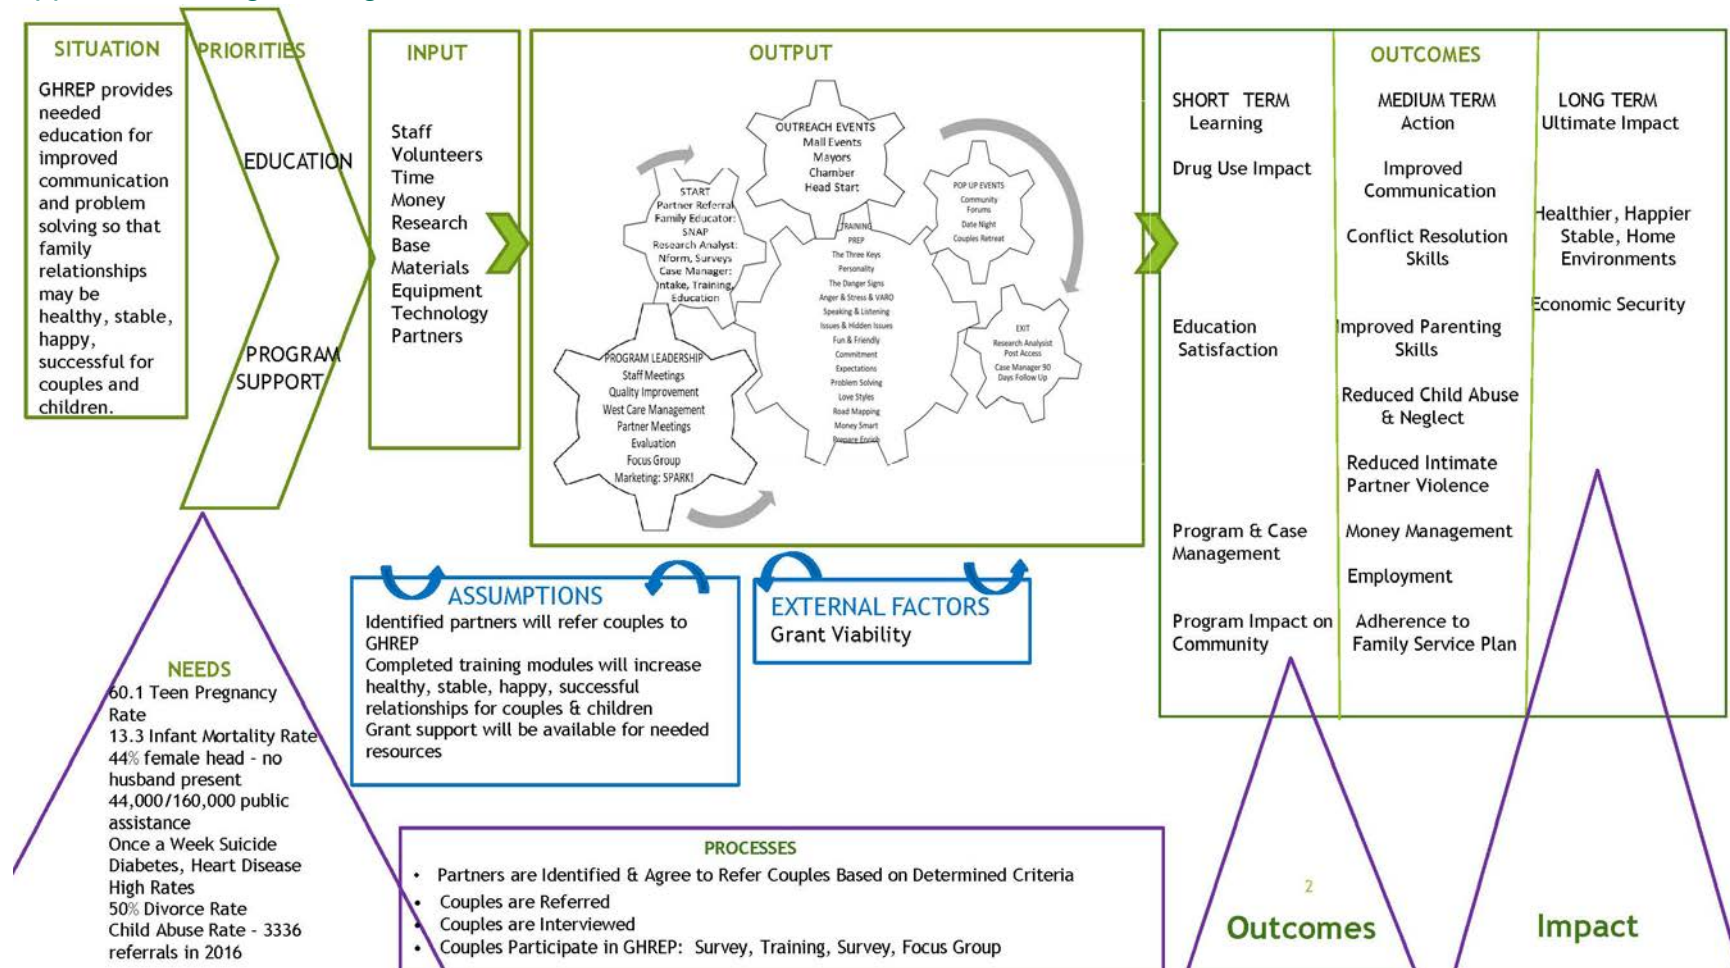 SITUATION
GHREP provides
needed
education for
improved
communication
and problem
solving so that
family
relationships
may be
healthy, stable,
happy,
successful for
couples and
children.
PRIORITIES
EDUCATION
PROGRAM
SUPPORT
INPUT
Staff
Volunteers
Time
Money
Research
Base
Materials
Equipment
Technology
Partners
OUTPUT
OUTREACH EVENTS
Mall Events
Mayors
Chamber
Head Start
START
Partner Referral
Family Educator:
SNAP
Research Analyst:
Nform, Surveys
Case Manager:
Intake, Training,
Education
POP UP EVENTS
Community
Forums
Date Night
Couples Retreat
TRAINING
PREP
The Three Keys
Personality
The Danger Signs
Anger & Stress & VARO
Speaking & Listening
Issues & Hidden Issues
Fun & Friendly
Commitment
Expectations
Problem Solving
Love Styles
Road Mapping
Money Smart
Prepare Enrich
EXIT
Research Analysist
Post Access
Case Manager 90
Days Follow Up
PROGRAM LEADERSHIP
Staff Meetings
Quality Improvement
West Care Management
Partner Meetings
Evaluation
Focus Group
Marketing: SPARK!
OUTCOMES
SHORT TERM
Learning
Drug Use Impact
Education
Satisfaction
Program & Case
Management
Program Impact on
Community
MEDIUM TERM
Action
Improved
Communication
Conflict Resolution
Skills
Improved Parenting
Skills
Reduced Child Abuse
& Neglect
Reduced Intimate
Partner Violence
Money Management
Employment
Adherence to
Family Service Plan
LONG TERM
Ultimate Impact
Healthier, Happier
Stable, Home
Environments
Economic Security
ASSUMPTIONS
Identified partners will refer couples to
GHREP
Completed training modules will increase
healthy, stable, happy, successful
relationships for couples & children
Grant support will be available for needed
resources
EXTERNAL FACTORS
Grant Viability
NEEDS
60.1 Teen Pregnancy
Rate
13.3 Infant Mortality Rate
44% female head - no
husband present
44,000/160,000 public
assistance
Once a Week Suicide
Diabetes, Heart Disease
High Rates
50% Divorce Rate
Child Abuse Rate - 3336
referrals in 2016
PROCESSES
• Partners are Identified & Agree to Refer Couples Based on Determined Criteria
• Couples are Referred
• Couples are Interviewed
• Couples Participate in GHREP: Survey, Training, Survey, Focus Group
2
Outcomes
Impact